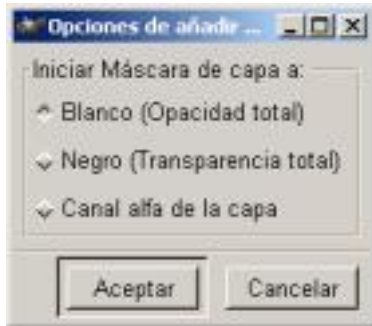 Opciones de añadir ...
Iniciar Máscara de capa a:
Blanco (Opacidad total)
Negro (Transparencia total)
Canal alfa de la capa
Aceptar
Cancelar